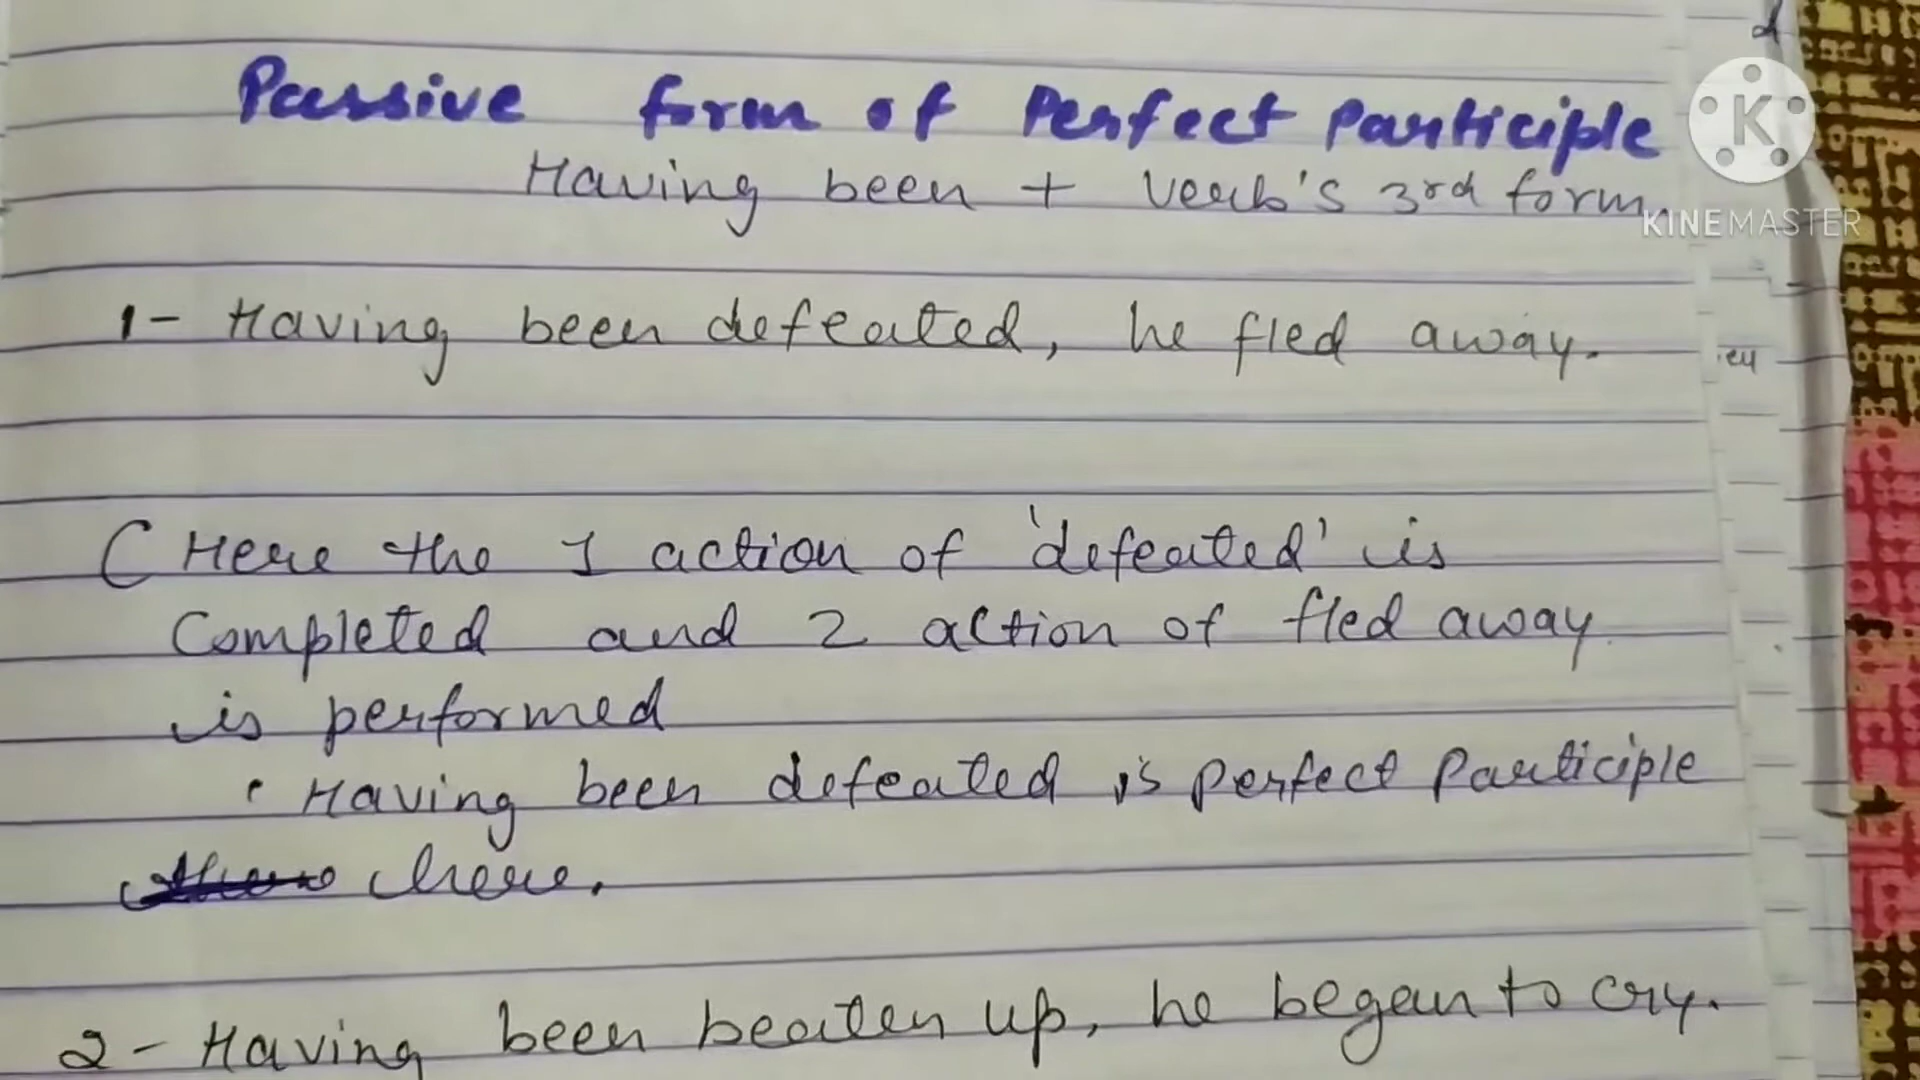 Passive form of Perfect Participle
Having been + Verb's 3rd form.
KINEMASTER
1- Having been defeated, he fled away.
(Here the 1 action of 'defeated' is
Completed and 2 action of fled away
is performed
Having been defeated is perfect Participle
here.
2- Having been beaten up, he began to cry.